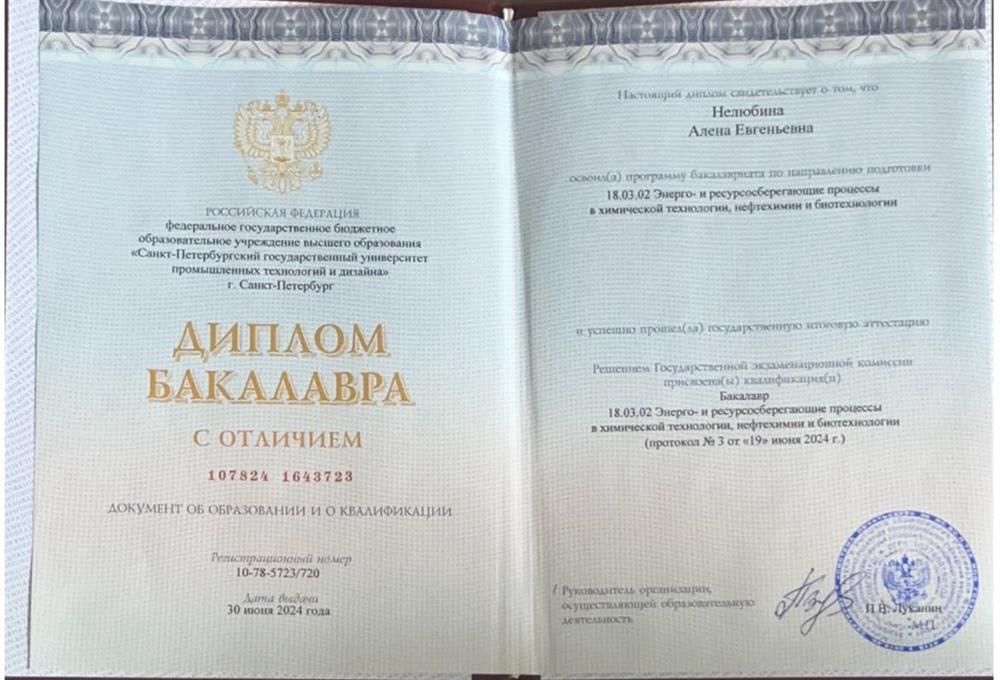 РОССИЙСКАЯ ФЕДЕРАЦИЯ
федеральное государственное бюджетное
образовательное учреждение высшего образования
«Санкт-Петербургский государственный университет
промышленных технологий и дизайна»
г. Санкт-Петербург
ДИПЛОМ
БАКАЛАВРА
С ОТЛИЧИЕМ
107824 1643723
ДОКУМЕНТ ОБ ОБРАЗОВАНИИ И О КВАЛИФИКАЦИИ
Регистрационный номер
10-78-5723/720
Дата выдачи
30 июня 2024 года
Настоящий диплом свидетельствует о том, что
Нелюбина
Алена Евгеньевна
освоил(а) программу бакалавриата по направлению подготовки
18.03.02 Энерго- и ресурсосберегающие процессы
в химической технологии, нефтехимии и биотехнологии
и успешно прошел(ла) государственную итоговую аттестацию
Решением Государственной экзаменационной комиссии
присвоена(ы) квалификация(и)
Бакалавр
18.03.02 Энерго- и ресурсосберегающие процессы
в химической технологии, нефтехимии и биотехнологии
(протокол № 3 от «19» июня 2024 г.)
/ Руководитель организации,
осуществляющей образовательную
деятельность
П.В. Луканин
М.П.